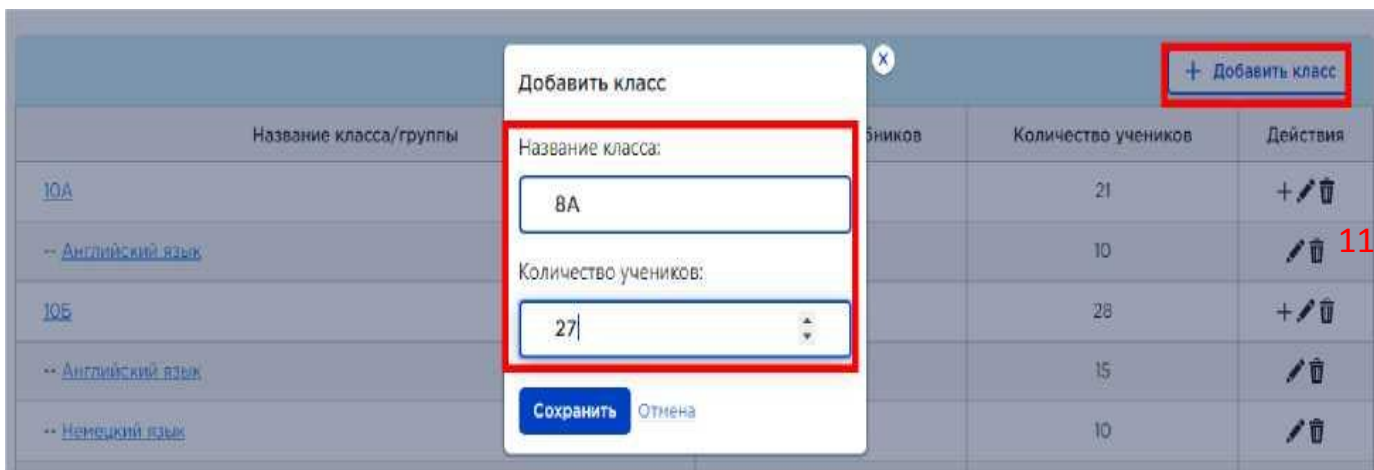 + Добавить класс
Добавить класс
x
Название класса/группы
бников
Количество учеников
Действия
Название класса:
8А
Количество учеников:
27
Сохранить Отмена
10А 21
-- Английский язык 10
11
10Б 28
-- Английский язык 15
-- Немецкий язык 10